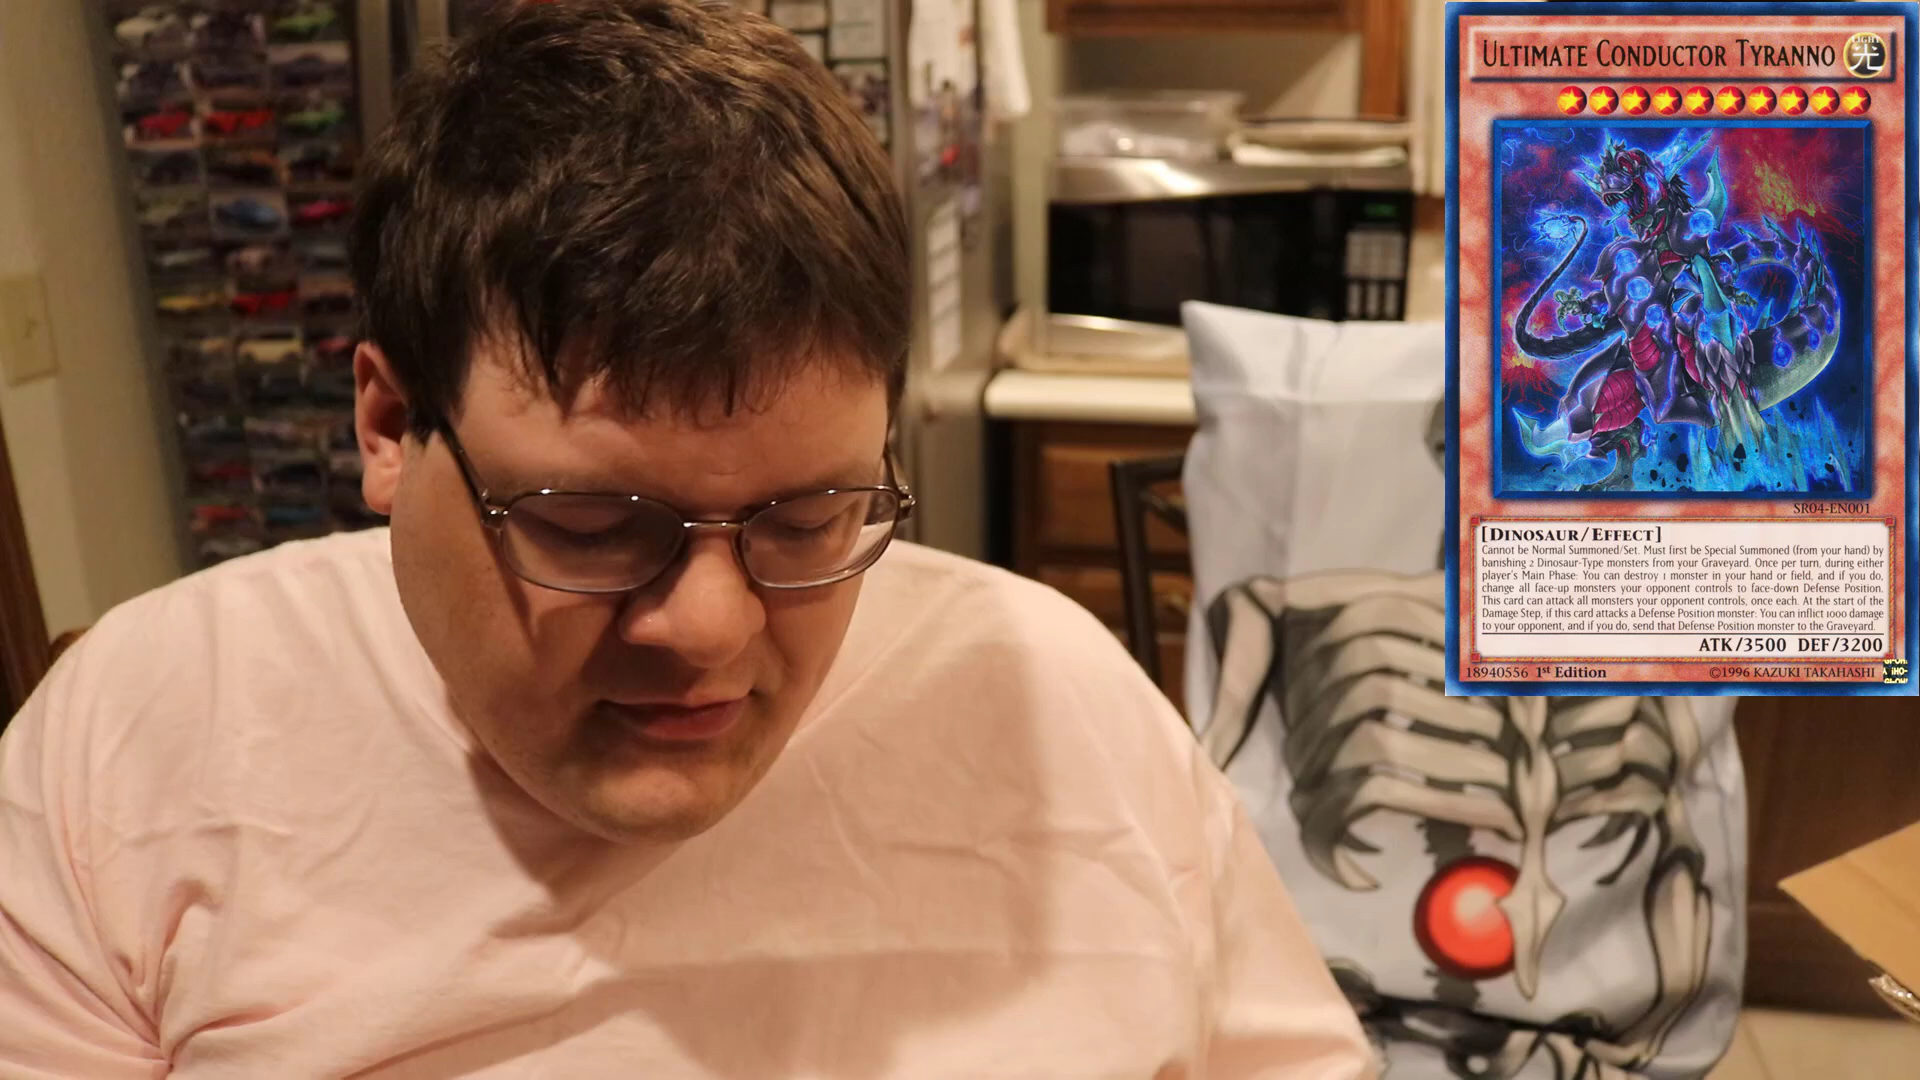 ULTIMATE CONDUCTOR TYRANNO
LIGHT
光
SR04-EN001
[DINOSAUR/EFFECT]
Cannot be Normal Summoned/Set. Must first be Special Summoned (from your hand) by
banishing 2 Dinosaur-Type monsters from your Graveyard. Once per turn, during either
player's Main Phase: You can destroy 1 monster in your hand or field, and if you do,
change all face-up monsters your opponent controls to face-down Defense Position.
This card can attack all monsters your opponent controls, once each. At the start of the
Damage Step, if this card attacks a Defense Position monster: You can inflict 1000 damage
to your opponent, and if you do, send that Defense Position monster to the Graveyard.
ATK/3500 DEF/3200
18940556 1st Edition ©1996 KAZUKI TAKAHASHI